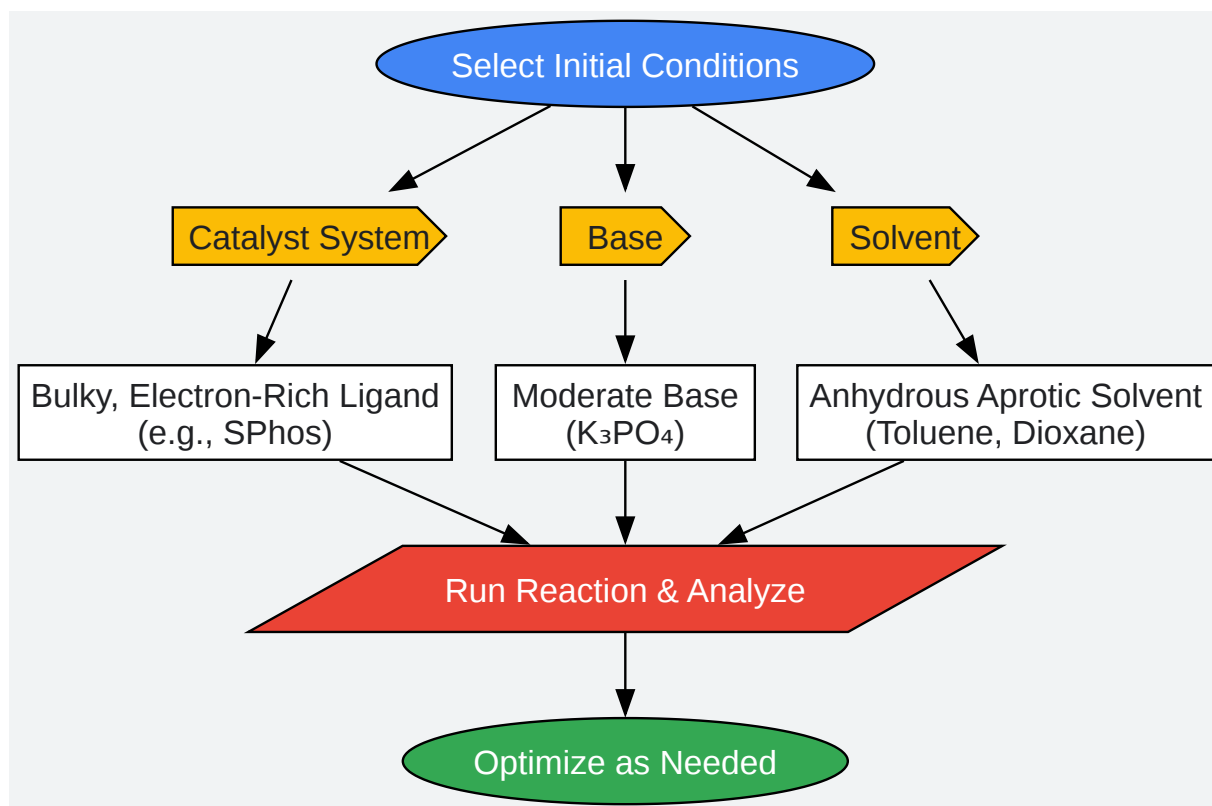 Select Initial Conditions
Catalyst System
Base
Solvent
Bulky, Electron-Rich Ligand
(e.g., SPhos)
Moderate Base
(K₃PO₄)
Anhydrous Aprotic Solvent
(Toluene, Dioxane)
Run Reaction & Analyze
Optimize as Needed